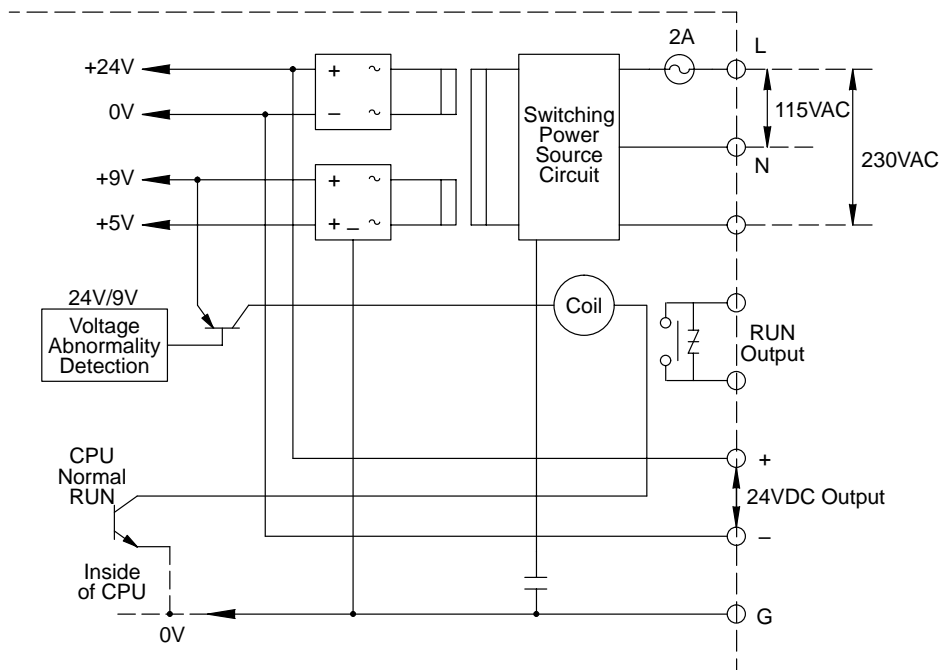 2A
L
+24V
+ ~
115VAC
0V
− ~
Switching
Power
Source
Circuit
N
230VAC
+9V
+ ~
+5V
+ − ~
24V/9V
Voltage
Abnormality
Detection
Coil
RUN
Output
CPU
Normal
RUN
+
24VDC Output
−
Inside
of CPU
G
0V